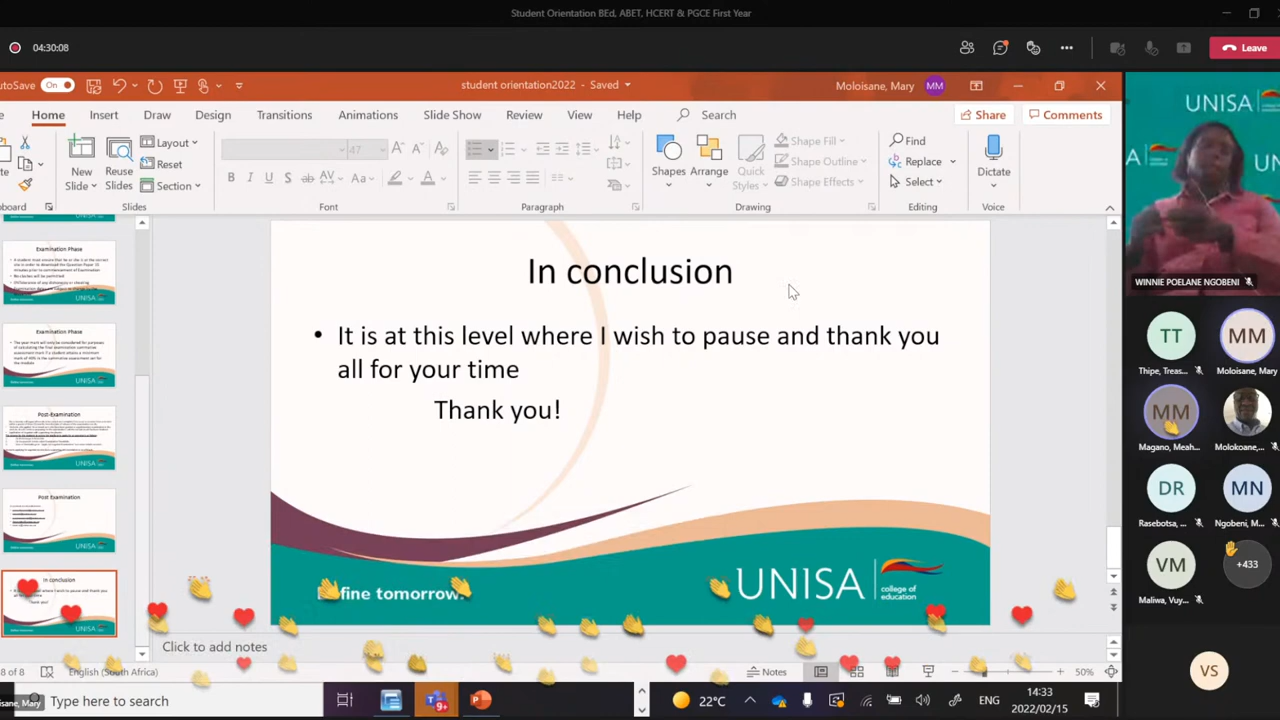 Student Orientation BEd, ABET, HCERT & PGCE First Year
04:30:08
Leave
AutoSave On
student orientation2022 - Saved
Moloisane, Mary
MM
UNISA
Home Insert Draw Design Transitions Animations Slide Show Review View Help Search Share Comments
New Slide
Reuse Slides
Layout
Reset
Section
47
Shapes
Arrange
Quick Styles
Shape Fill
Shape Outline
Shape Effects
Find
Replace
Select
Dictate
Slides Font Paragraph Drawing Editing Voice
WINNIE POELANE NGOBENI
Examination Phase
Examination Phase
Post-Examination
Post Examination
In conclusion
Thank you!
In conclusion
• It is at this level where I wish to pause and thank you
all for your time
Thank you!
UNISA
college of
education
TT
Thipe, Treas...
MM
Moloisane, Mary
MM
Magano, Meah...
Molokoane,...
DR
Rasebotsa, ...
MN
Ngobeni, M...
VM
Maliwa, Vuy...
+433
VS
Click to add notes
8 of 8
English (South Africa)
Notes
50%
Type here to search
9+
22°C
ENG
14:33
2022/02/15